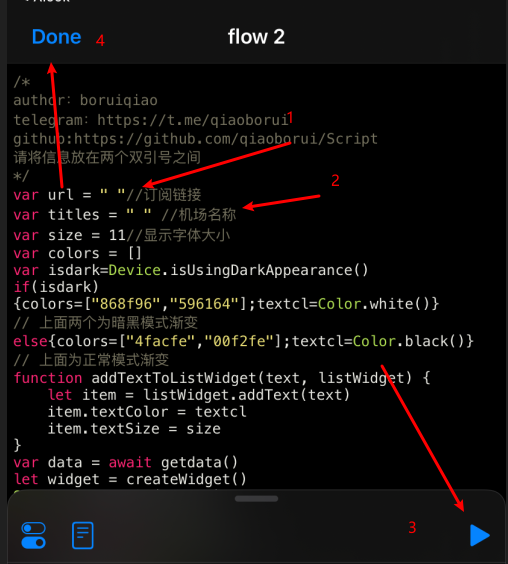 Done 4 flow 2
/*
author: boruiqiao
telegram: https://t.me/qiaoborui
1
github:https://github.com/qiaoborui/Script
请将信息放在两个双引号之间
*/
2
var url = " "//订阅链接
var titles = " " //机场名称
var size = 11//显示字体大小
var colors = []
var isdark=Device.isUsingDarkAppearance()
if(isdark)
{colors=["868f96","596164"];textcl=Color.white()}
// 上面两个为暗黑模式渐变
else{colors=["4facfe","00f2fe"];textcl=Color.black()}
// 上面为正常模式渐变
function addTextToListWidget(text, listWidget) {
let item = listWidget.addText(text)
item.textColor = textcl
item.textSize = size
}
var data = await getdata()
let widget = createWidget()
3